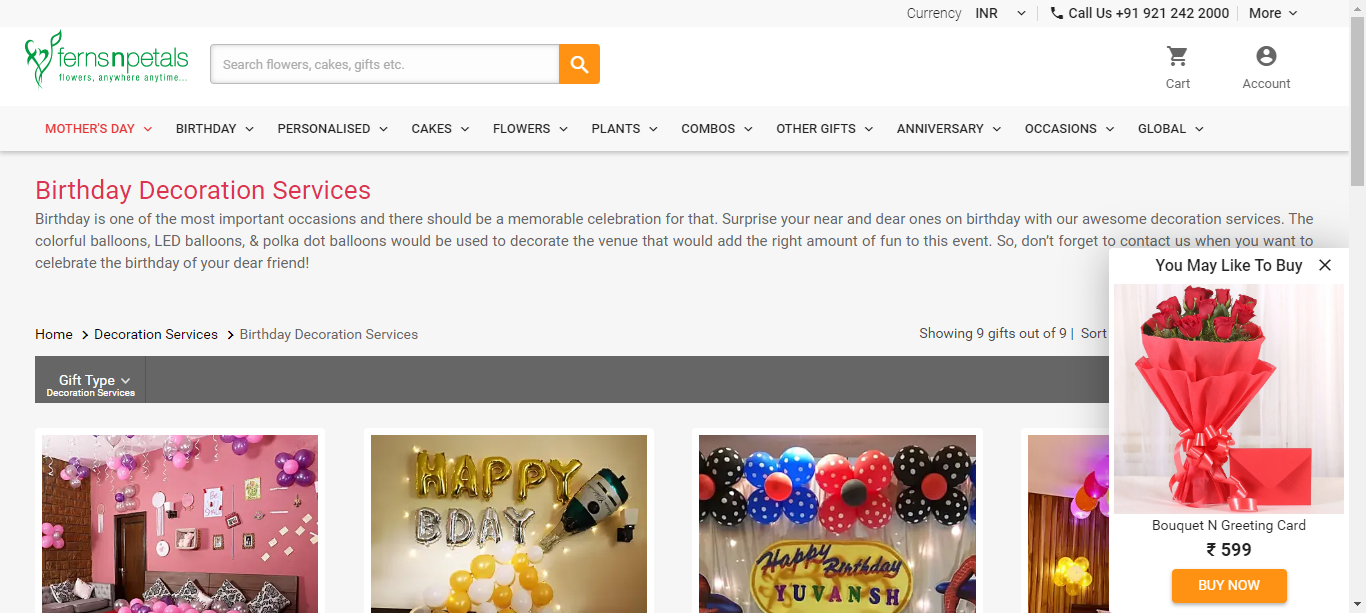 Currency INR Call Us +91 921 242 2000 More
fernsnpetals
flowers, anywhere anytime...
Search flowers, cakes, gifts etc.
Cart Account
MOTHER'S DAY BIRTHDAY PERSONALISED CAKES FLOWERS PLANTS COMBOS OTHER GIFTS ANNIVERSARY OCCASIONS GLOBAL
Birthday Decoration Services
Birthday is one of the most important occasions and there should be a memorable celebration for that. Surprise your near and dear ones on birthday with our awesome decoration services. The
colorful balloons, LED balloons, & polka dot balloons would be used to decorate the venue that would add the right amount of fun to this event. So, don't forget to contact us when you want to
celebrate the birthday of your dear friend!
You May Like To Buy
Home > Decoration Services > Birthday Decoration Services
Showing 9 gifts out of 9 | Sort
Gift Type
Decoration Services
HAPPY
BDAY
Happy Birthday
YUVANSH
Bouquet N Greeting Card
₹ 599
BUY NOW